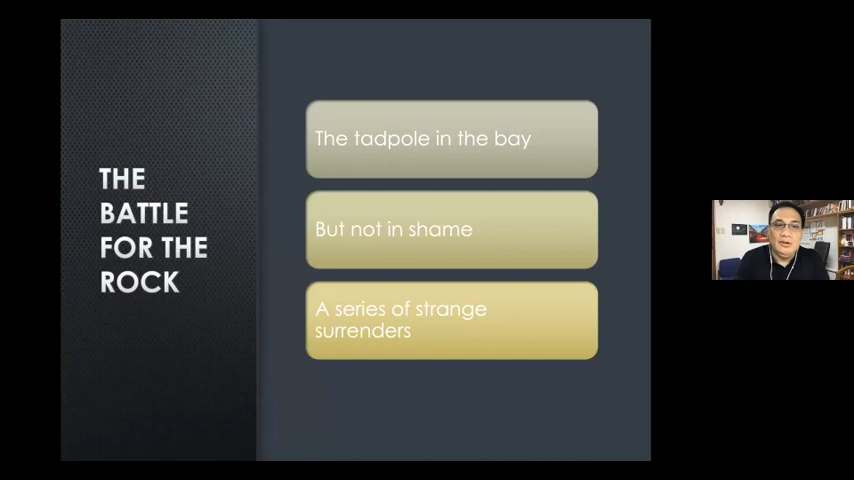 THE
BATTLE
FOR THE
ROCK
The tadpole in the bay
But not in shame
A series of strange
surrenders